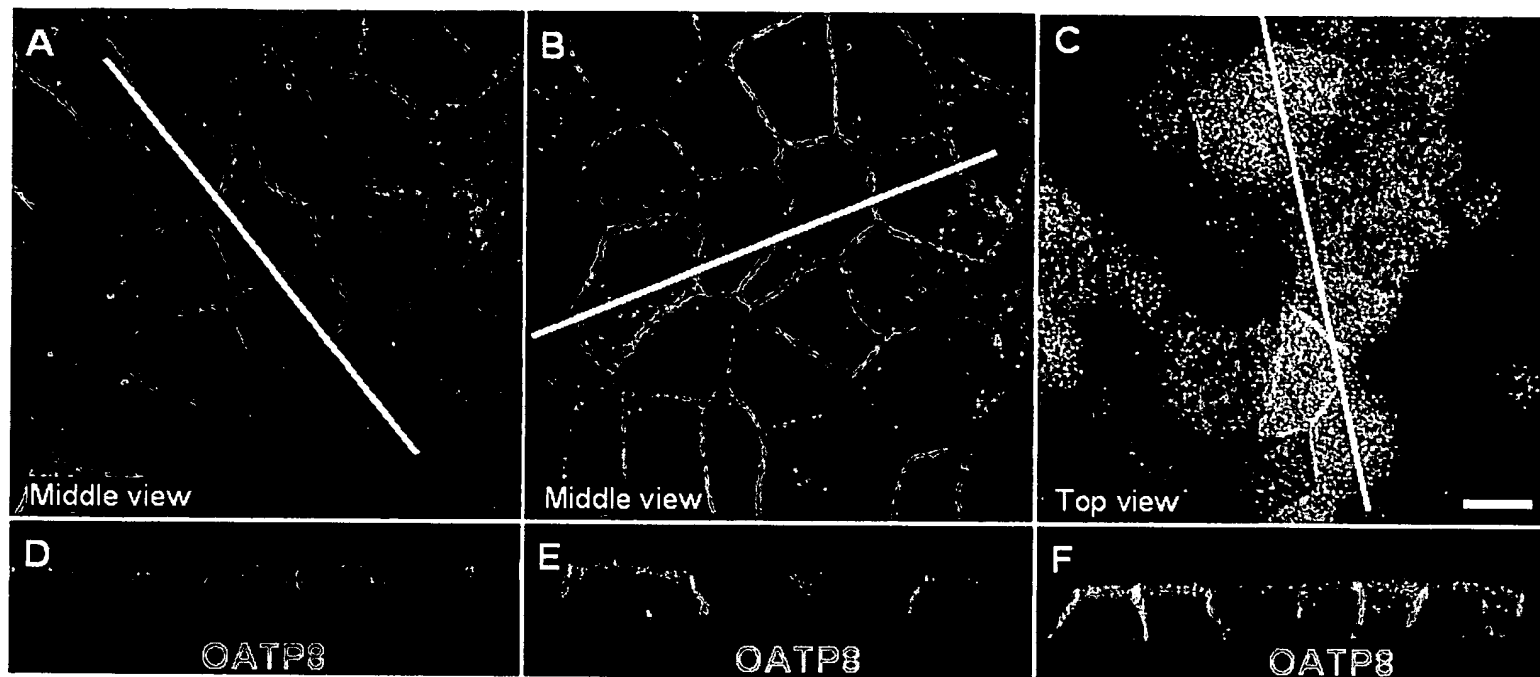 A
B
C
Middle view
Middle view
Top view
D
E
F
OATP8
OATP8
OATP8